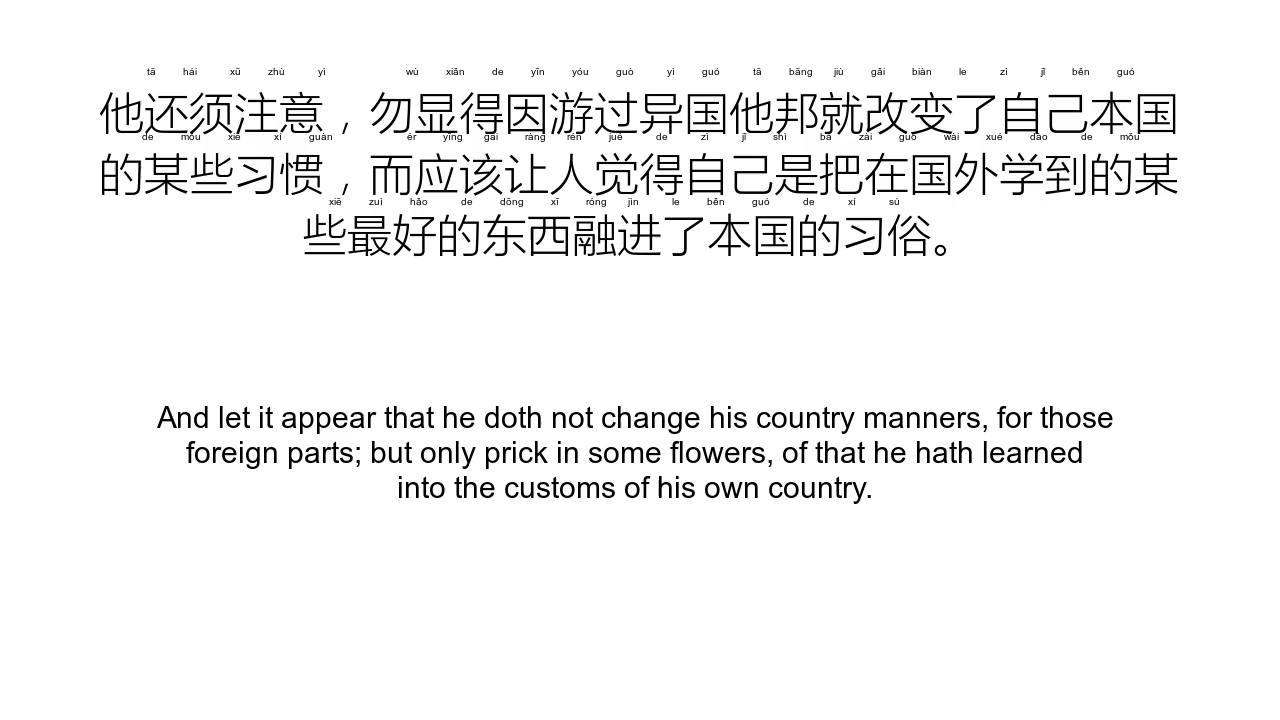 tā hái xū zhù yì wù xiǎn de yīn yóu guò yì guó tā bāng jiù gǎi biàn le zì jǐ běn guó
他还须注意，勿显得因游过异国他邦就改变了自己本国
de mǒu xiē xí guàn ér yīng gāi ràng rén jué de zì jǐ shì bǎ zài guó wài xué dào de mǒu
的某些习惯，而应该让人觉得自己是把在国外学到的某
xiē zuì hǎo de dōng xī róng jìn le běn guó de xí sú
些最好的东西融进了本国的习俗。
And let it appear that he doth not change his country manners, for those
foreign parts; but only prick in some flowers, of that he hath learned
into the customs of his own country.